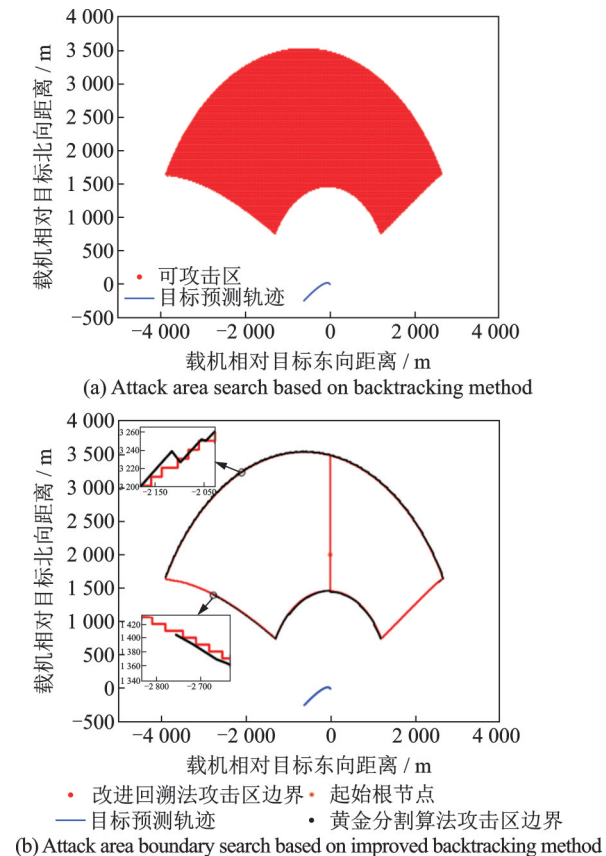 4 000
3 500
3 000
2 500
2 000
1 500
1 000
500
0
−500
载机相对目标北向距离 / m
可攻击区
目标预测轨迹
−4 000 −2 000 0 2 000 4 000
载机相对目标东向距离 / m
(a) Attack area search based on backtracking method
4 000
3 500
3 000
2 500
2 000
1 500
1 000
500
0
−500
载机相对目标北向距离 / m
3 260
3 240
3 220
3 200
−2 150 −2 050
1 420
1 400
1 380
1 360
1 340
−2 800 −2 700
−4 000 −2 000 0 2 000 4 000
载机相对目标东向距离 / m
改进回溯法攻击区边界 起始根节点
目标预测轨迹 黄金分割算法攻击区边界
(b) Attack area boundary search based on improved backtracking method